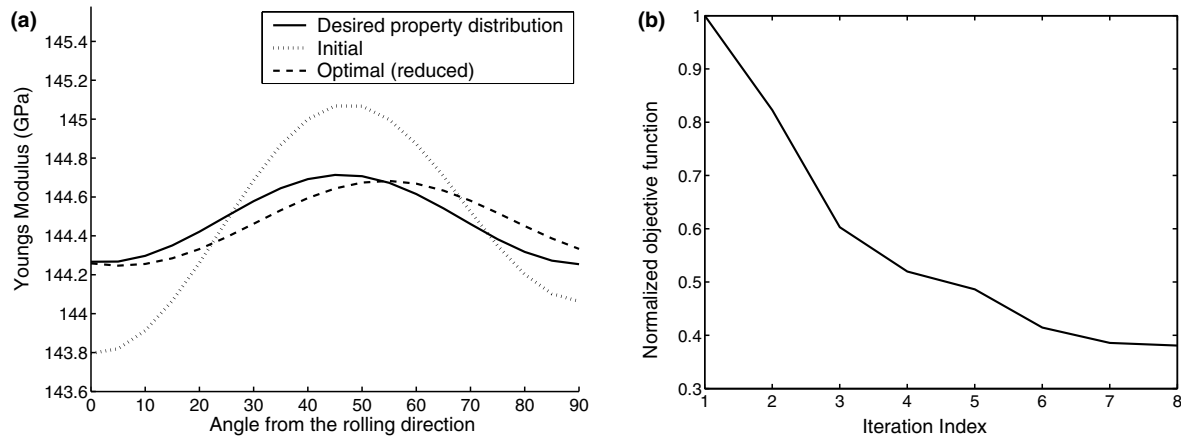 (a)
Desired property distribution
Initial
Optimal (reduced)
145.4
145.2
145
144.8
144.6
144.4
144.2
144
143.8
143.6
Youngs Modulus (GPa)
0 10 20 30 40 50 60 70 80 90
Angle from the rolling direction
(b)
1
0.9
0.8
0.7
0.6
0.5
0.4
0.3
Normalized objective function
1 2 3 4 5 6 7 8
Iteration Index